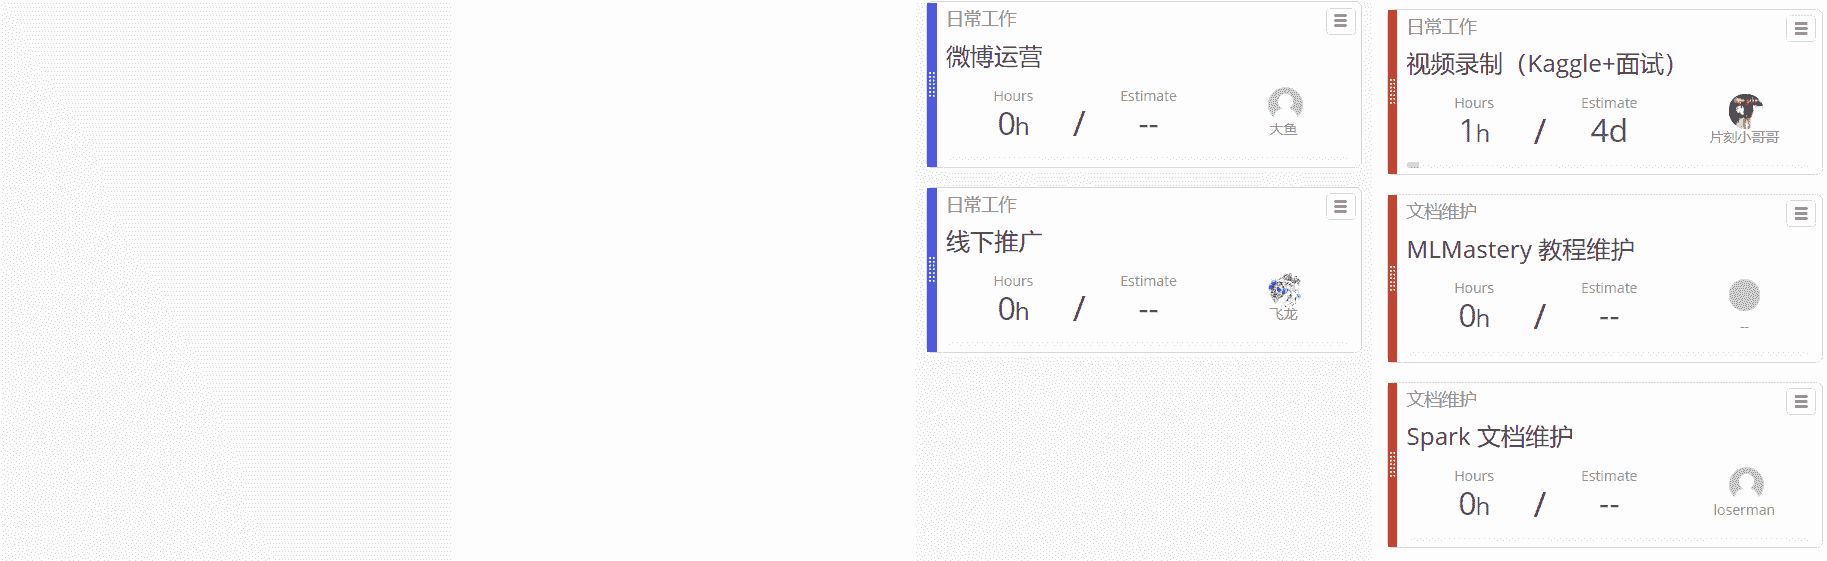 日常工作
微博运营
Hours
Estimate
0h
/
--
大鱼
日常工作
线下推广
Hours
Estimate
0h
/
--
飞龙
日常工作
视频录制（Kaggle+面试）
Hours
Estimate
1h
/
4d
片刻小哥哥
文档维护
MLMastery 教程维护
Hours
Estimate
0h
/
--
--
文档维护
Spark 文档维护
Hours
Estimate
0h
/
--
loserman